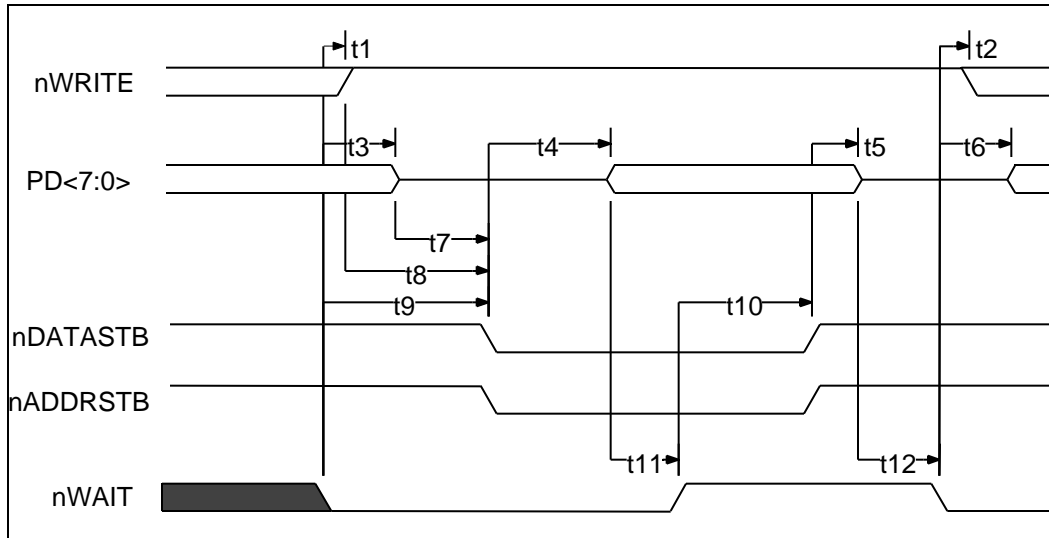 t1 t2
nWRITE
t3 t4 t5 t6
PD<7:0>
t7
t8
t9 t10
nDATASTB
nADDRSTB
t11 t12
nWAIT